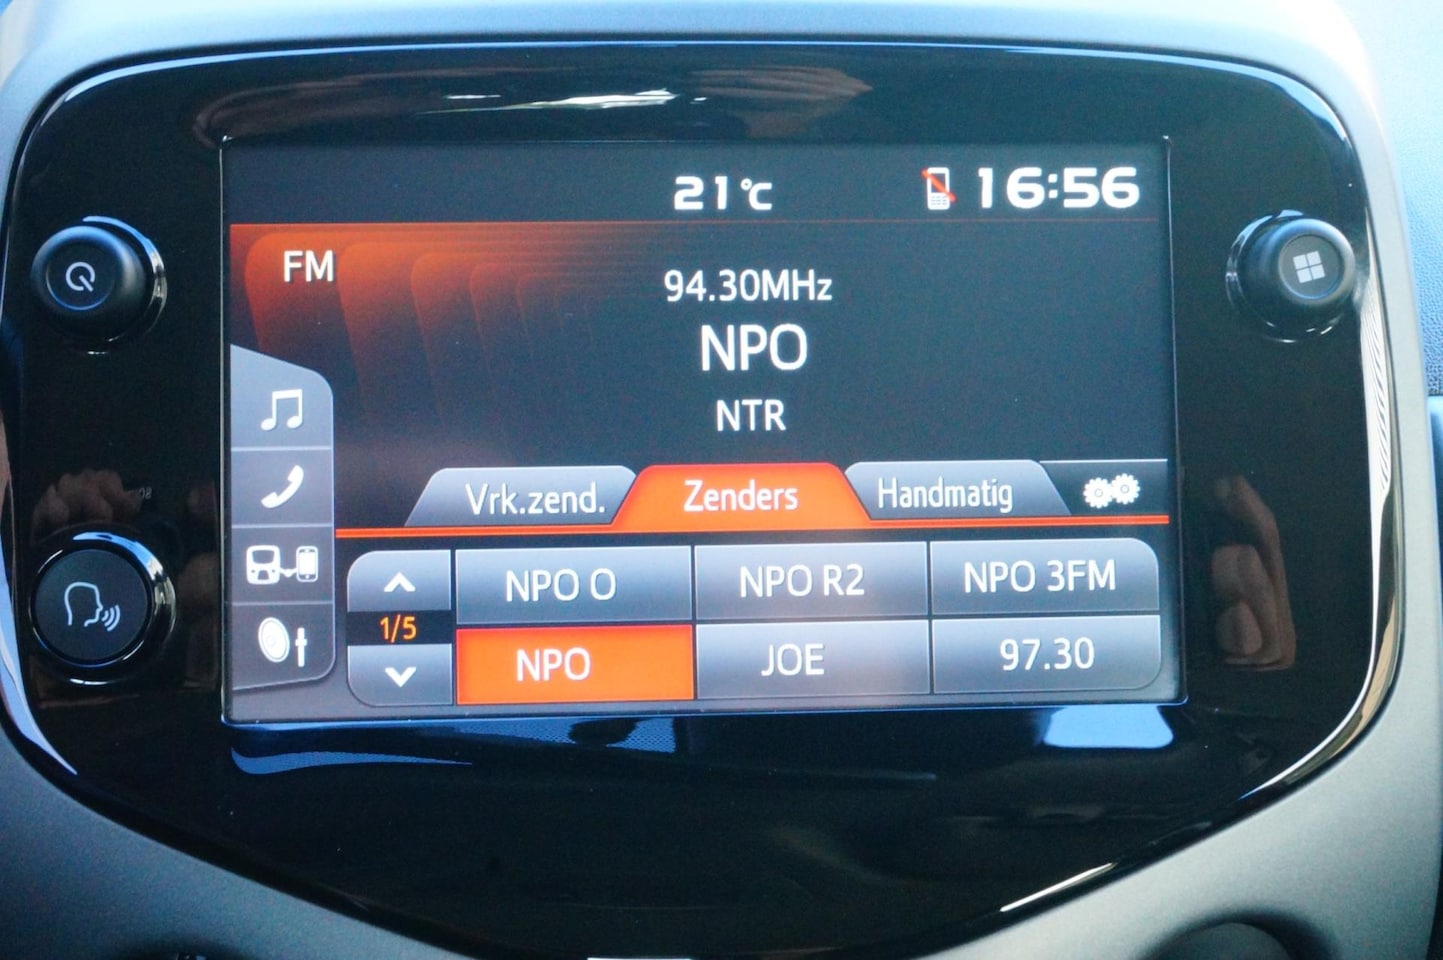 21°C 16:56
FM
94.30MHz
NPO
NTR
Vrk.zend. Zenders Handmatig
NPO O NPO R2 NPO 3FM
1/5
NPO JOE 97.30